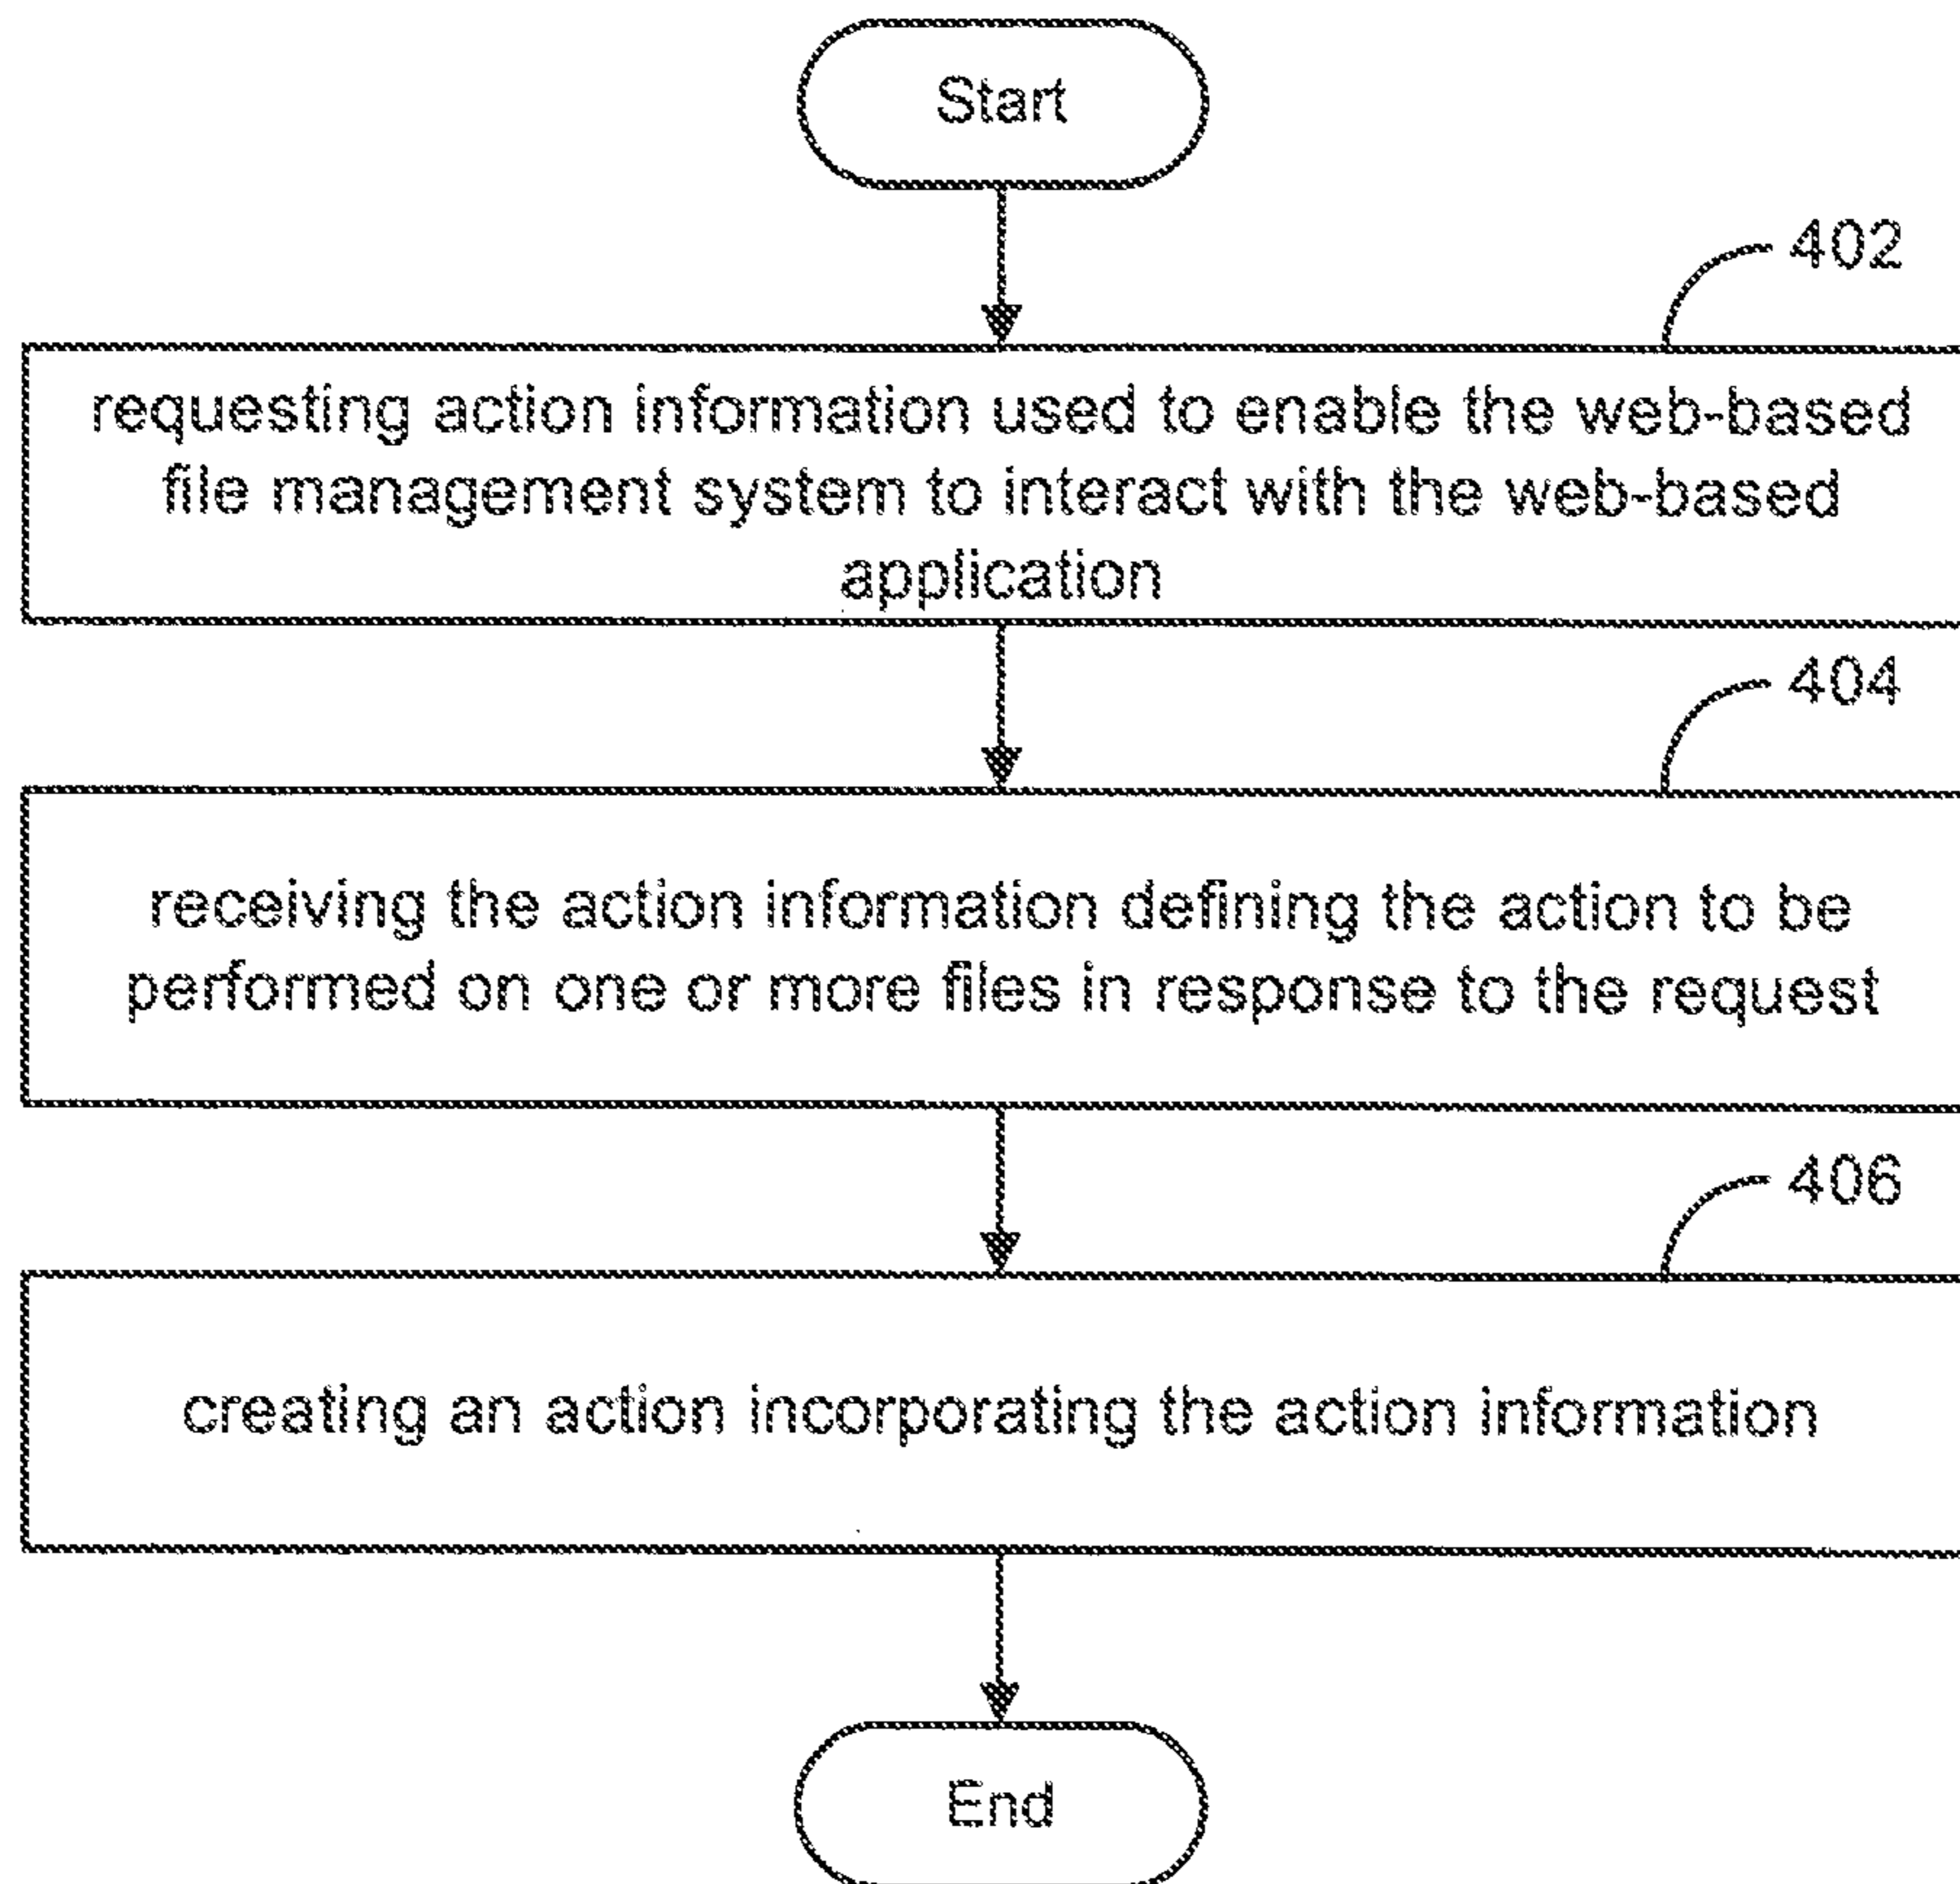 Start
402
requesting action information used to enable the web-based
file management system to interact with the web-based
application
404
receiving the action information defining the action to be
performed on one or more files in response to the request
406
creating an action incorporating the action information
End